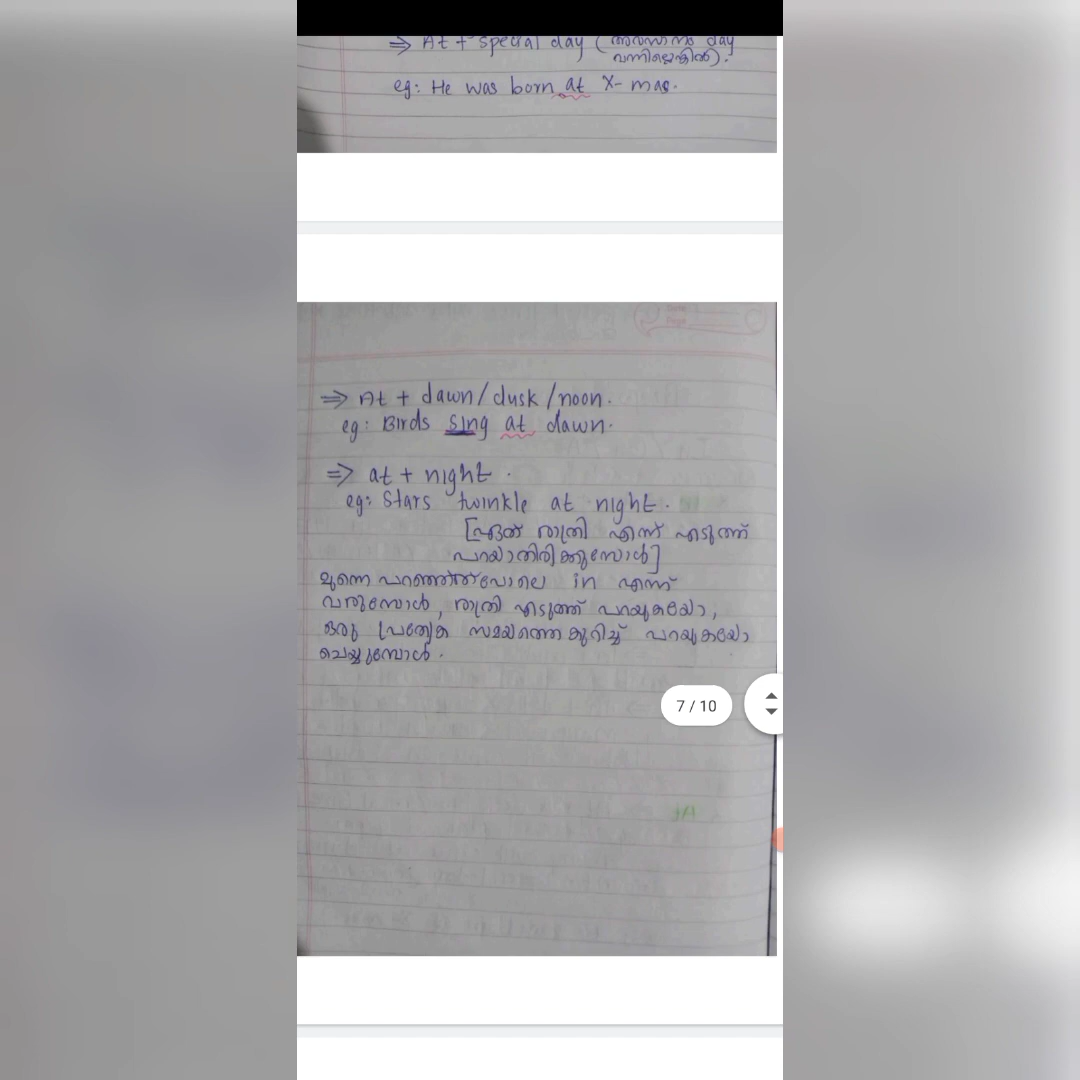 ⇒ At + special day (അവസാനം day
വന്നില്ലെങ്കിൽ).
eg: He was born at X-mas.
⇒ At + dawn/dusk/noon.
eg: Birds sing at dawn.
⇒ at + night.
eg: Stars twinkle at night.
[ഏത് രാത്രി എന്ന് എടുത്ത്
പറയാതിരിക്കുമ്പോൾ]
മുന്നെ പറഞ്ഞത്പോലെ in എന്ന്
വരുമ്പോൾ, രാത്രി എടുത്ത് പറയുകയോ,
ഒരു പ്രത്യേക സമയത്തെ കുറിച്ച് പറയുകയോ
ചെയ്യുമ്പോൾ.
7 / 10